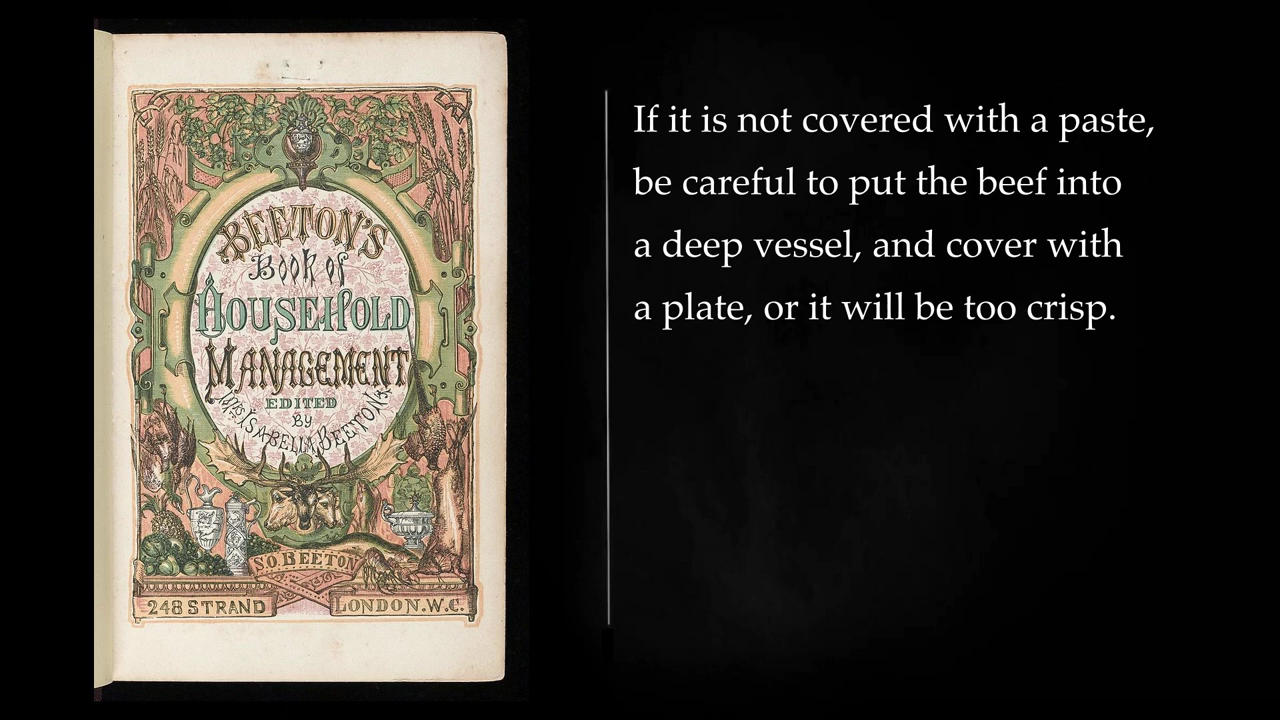 BEETON'S
Book of
HOUSEHOLD
MANAGEMENT
EDITED
BY
MRS ISABELLA BEETON
S.O. BEETON
248 STRAND
LONDON. W.C.
If it is not covered with a paste,
be careful to put the beef into
a deep vessel, and cover with
a plate, or it will be too crisp.